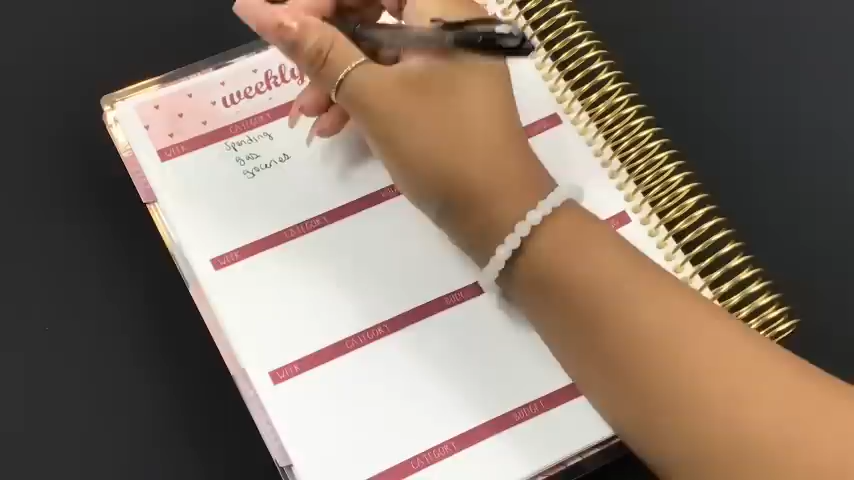 weekly
WEEK CATEGORY
Spending
gas
groceries
WEEK CATEGORY
WEEK CATEGORY BUDGET
CATEGORY BUDGET